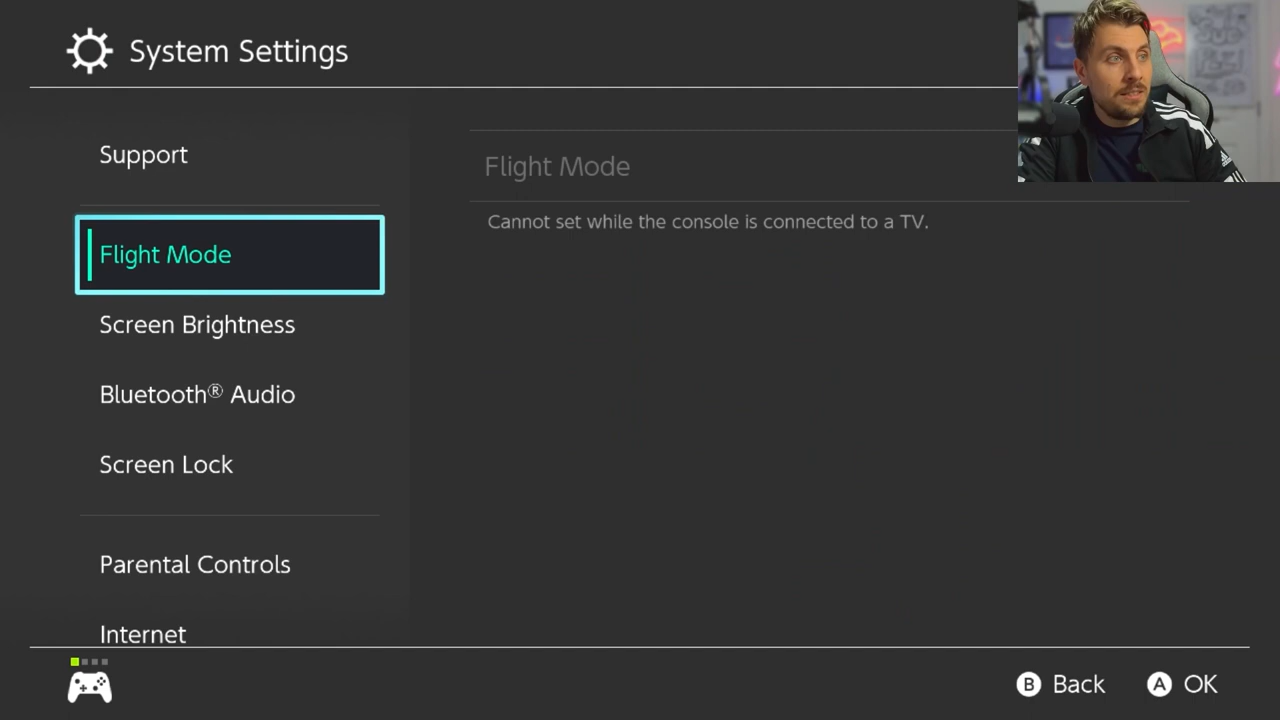 System Settings
Support
Flight Mode
Screen Brightness
Bluetooth® Audio
Screen Lock
Parental Controls
Internet
Flight Mode
Cannot set while the console is connected to a TV.
B Back
A OK